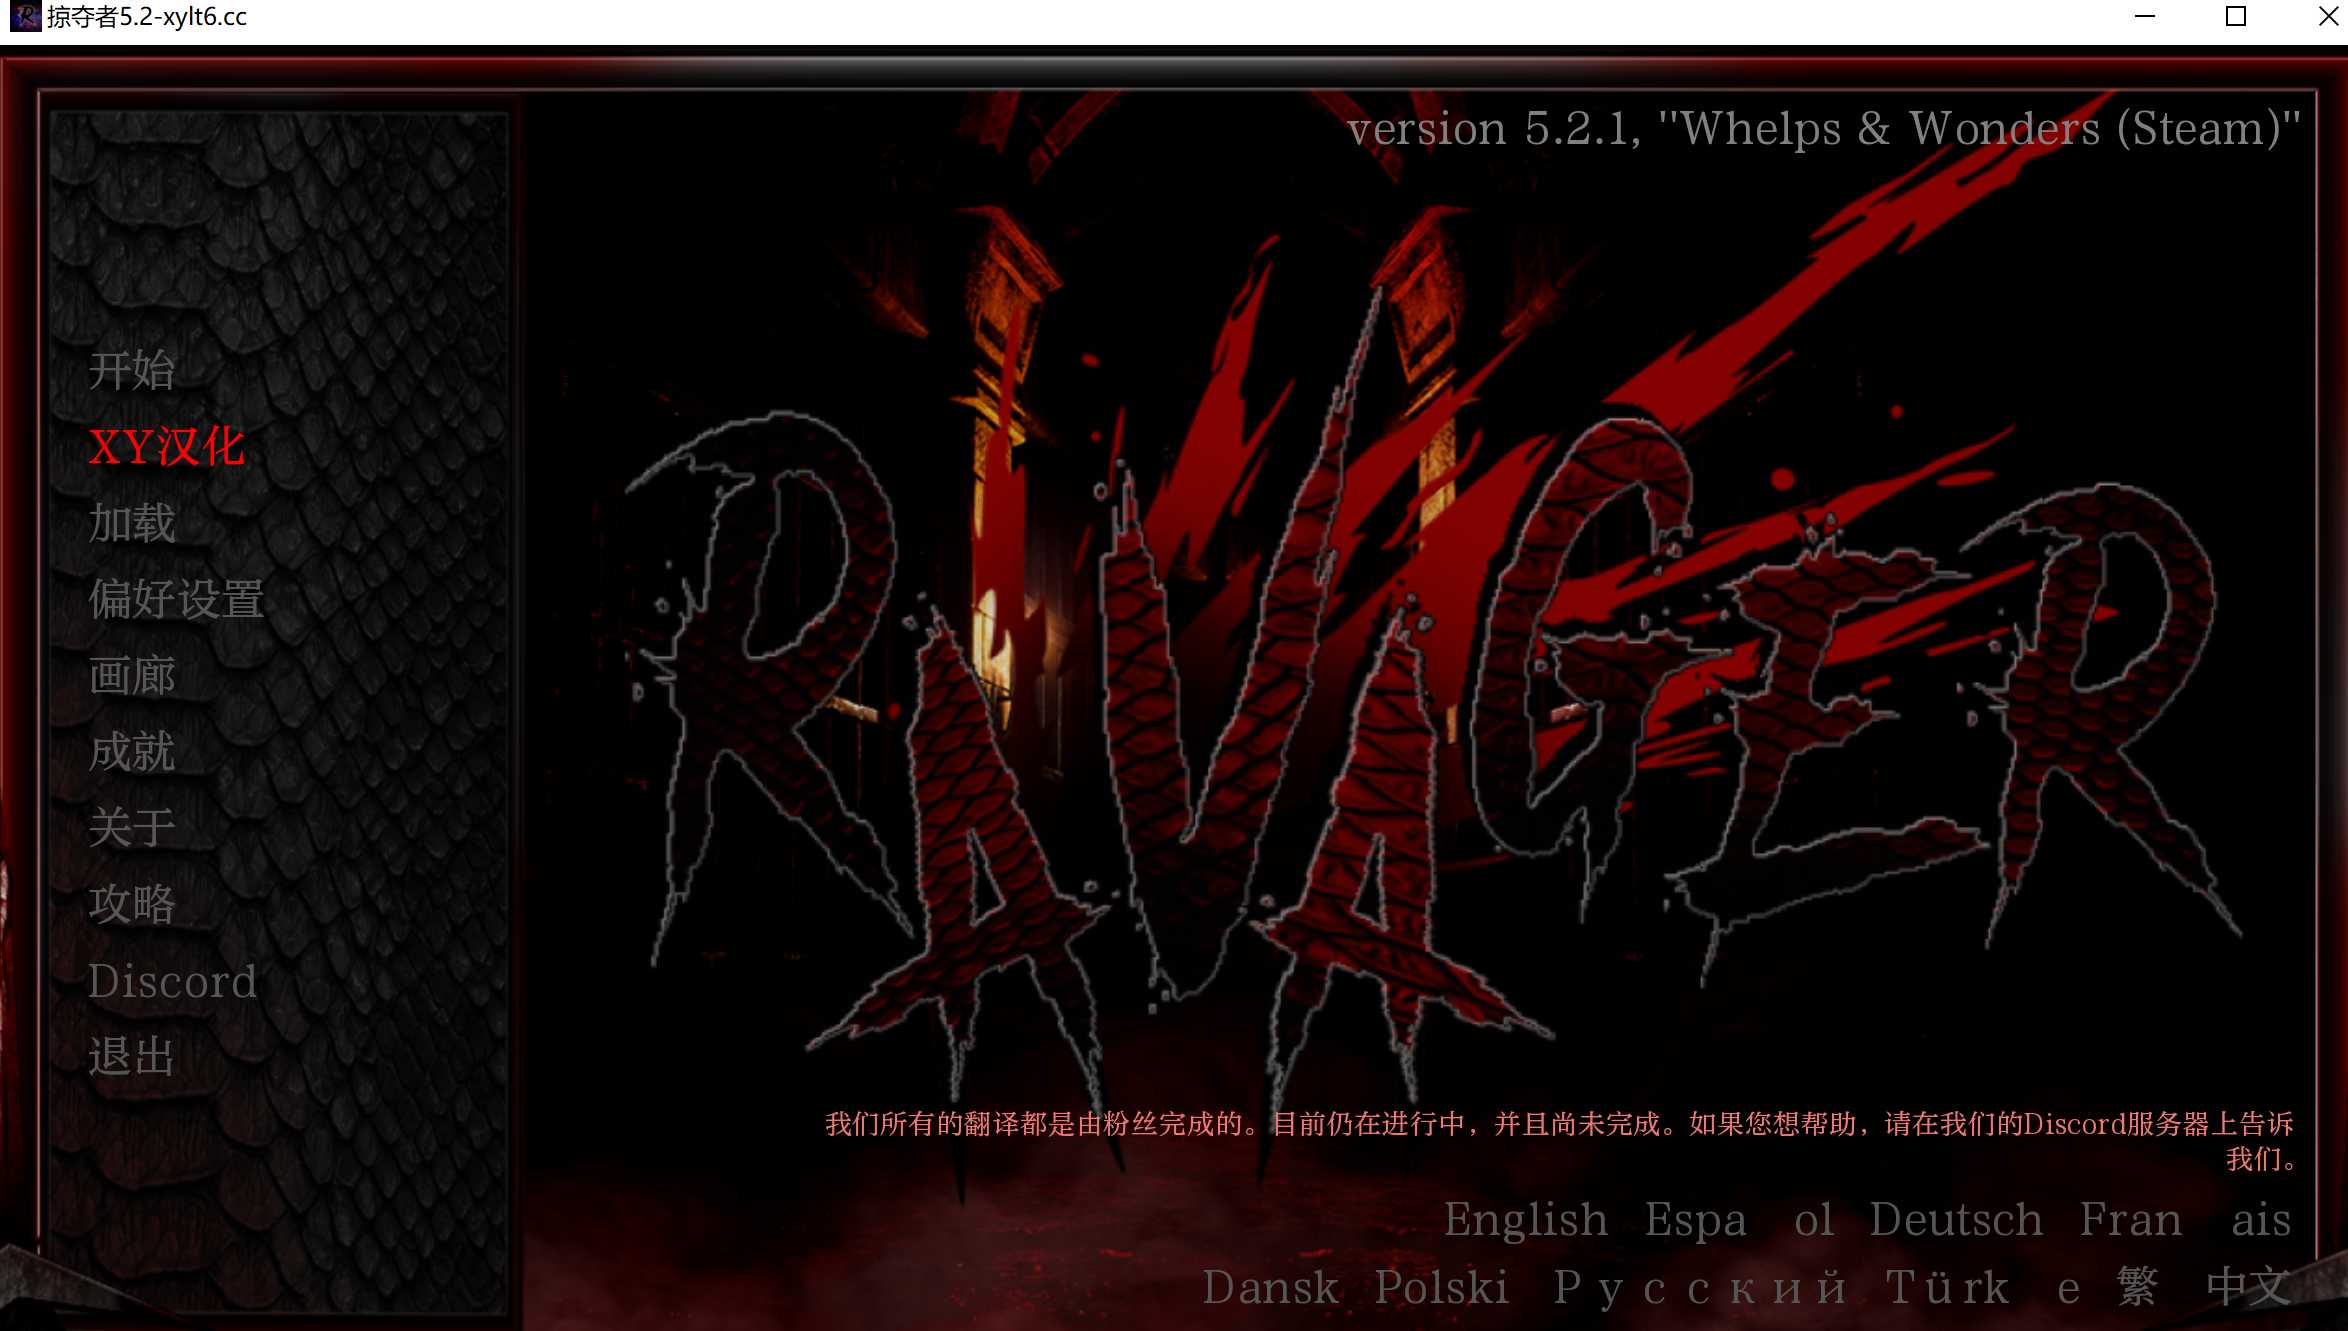 掠夺者5.2-xylt6.cc
version 5.2.1, "Whelps & Wonders (Steam)"
开始
XY汉化
加载
偏好设置
画廊
成就
关于
攻略
Discord
退出
RAVAGER
我们所有的翻译都是由粉丝完成的。目前仍在进行中，并且尚未完成。如果您想帮助，请在我们的Discord服务器上告诉
我们。
English Espa ol Deutsch Fran ais
Dansk Polski Русский Türk e 繁 中文